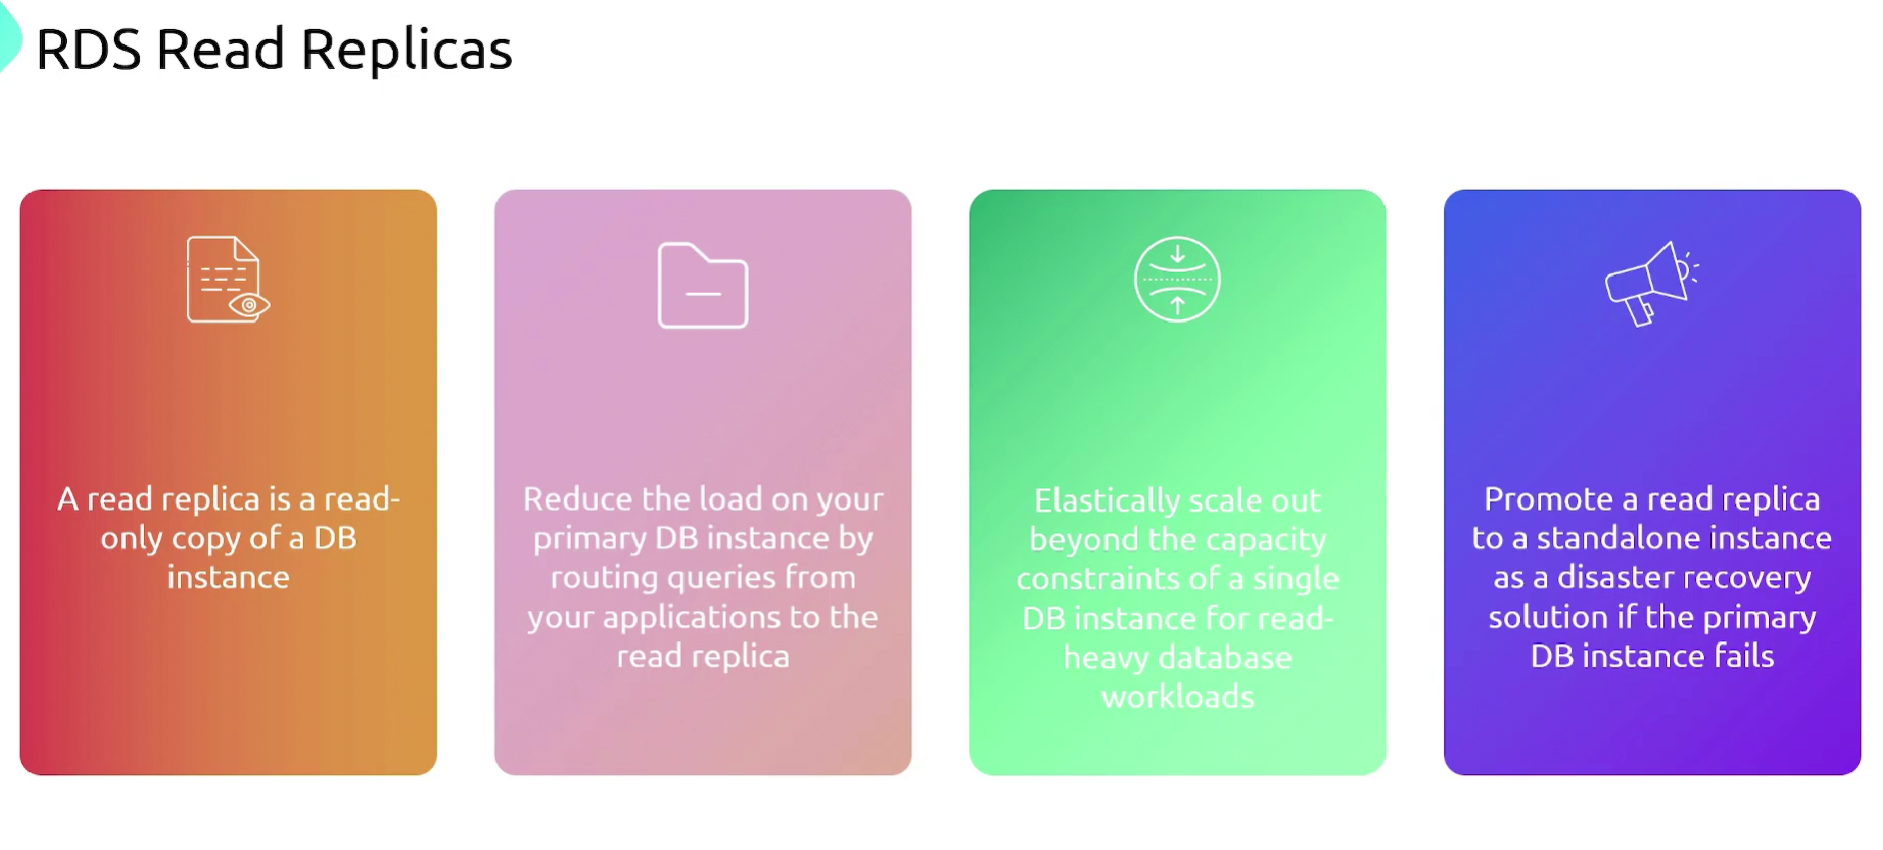 RDS Read Replicas
A read replica is a read-
only copy of a DB
instance
Reduce the load on your
primary DB instance by
routing queries from
your applications to the
read replica
Elastically scale out
beyond the capacity
constraints of a single
DB instance for read-
heavy database
workloads
Promote a read replica
to a standalone instance
as a disaster recovery
solution if the primary
DB instance fails